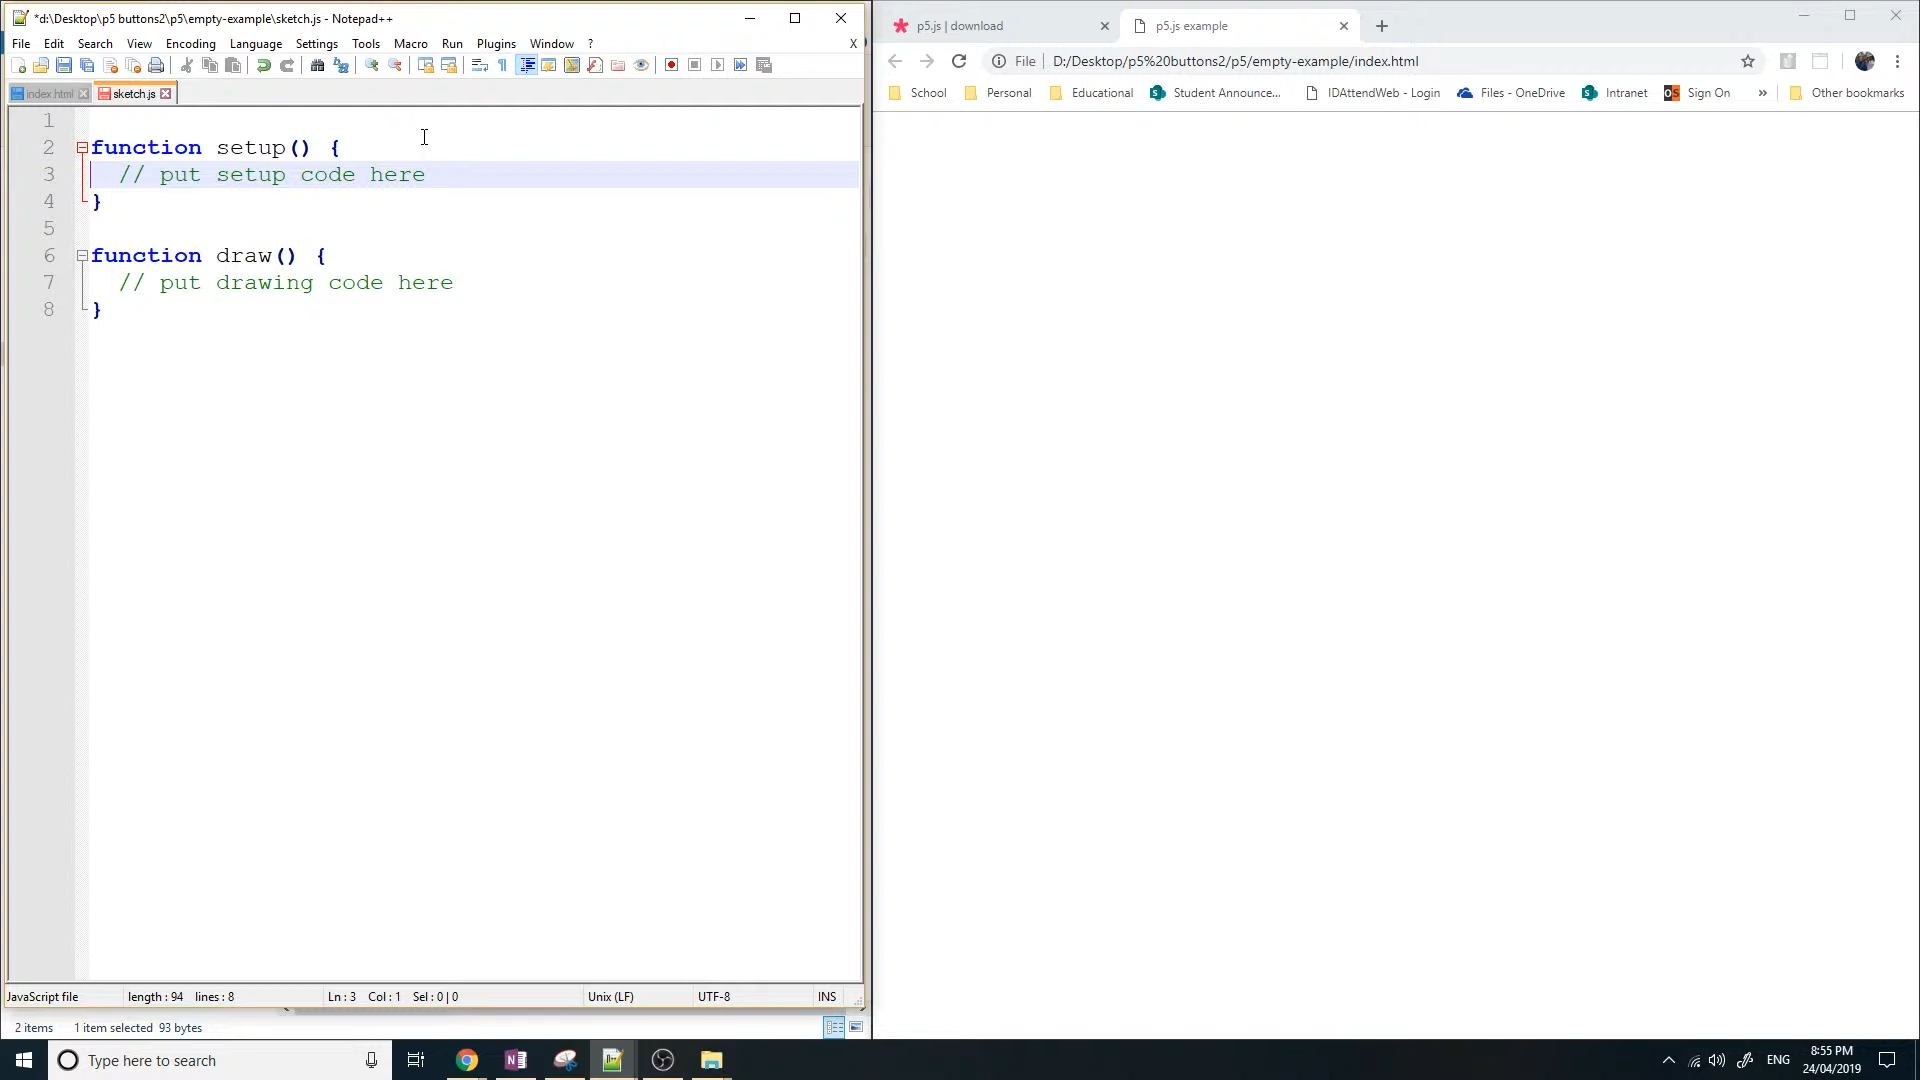 *d:\Desktop\p5 buttons2\p5\empty-example\sketch.js - Notepad++
File Edit Search View Encoding Language Settings Tools Macro Run Plugins Window ? X
index.html sketch.js
1
2 function setup() {
3 // put setup code here
4 }
5
6 function draw() {
7 // put drawing code here
8 }
JavaScript file length : 94 lines : 8 Ln : 3 Col : 1 Sel : 0 | 0 Unix (LF) UTF-8 INS
2 items 1 item selected 93 bytes
p5.js | download p5.js example
File D:/Desktop/p5%20buttons2/p5/empty-example/index.html
School Personal Educational Student Announce... IDAttendWeb - Login Files - OneDrive Intranet Sign On » Other bookmarks
Type here to search
ENG 8:55 PM
24/04/2019